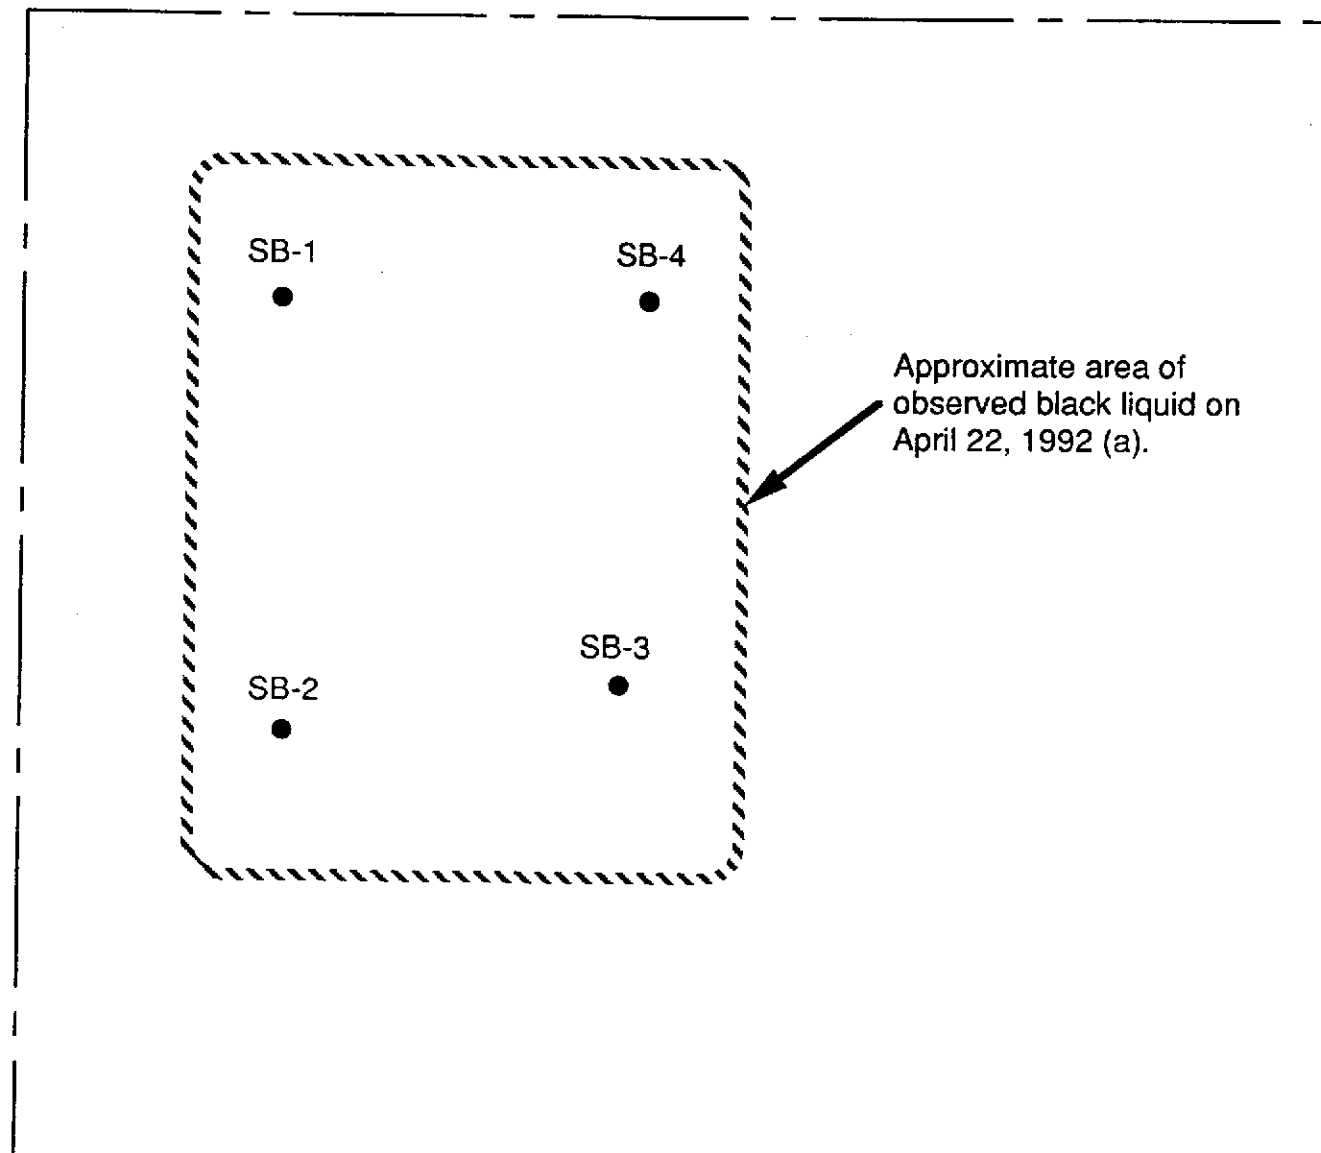 SB-1
SB-4
Approximate area of
observed black liquid on
April 22, 1992 (a).
SB-3
SB-2